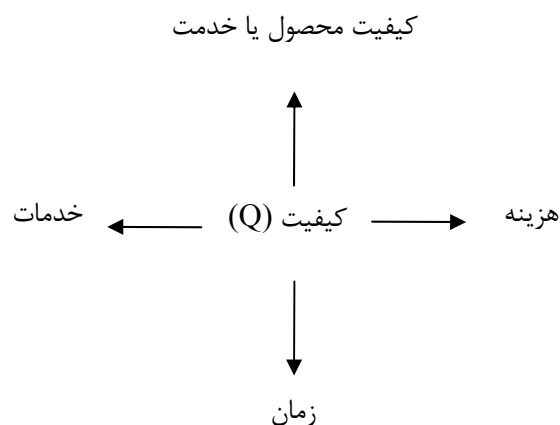 کیفیت محصول یا خدمت
هزینه
کیفیت (Q)
خدمات
زمان